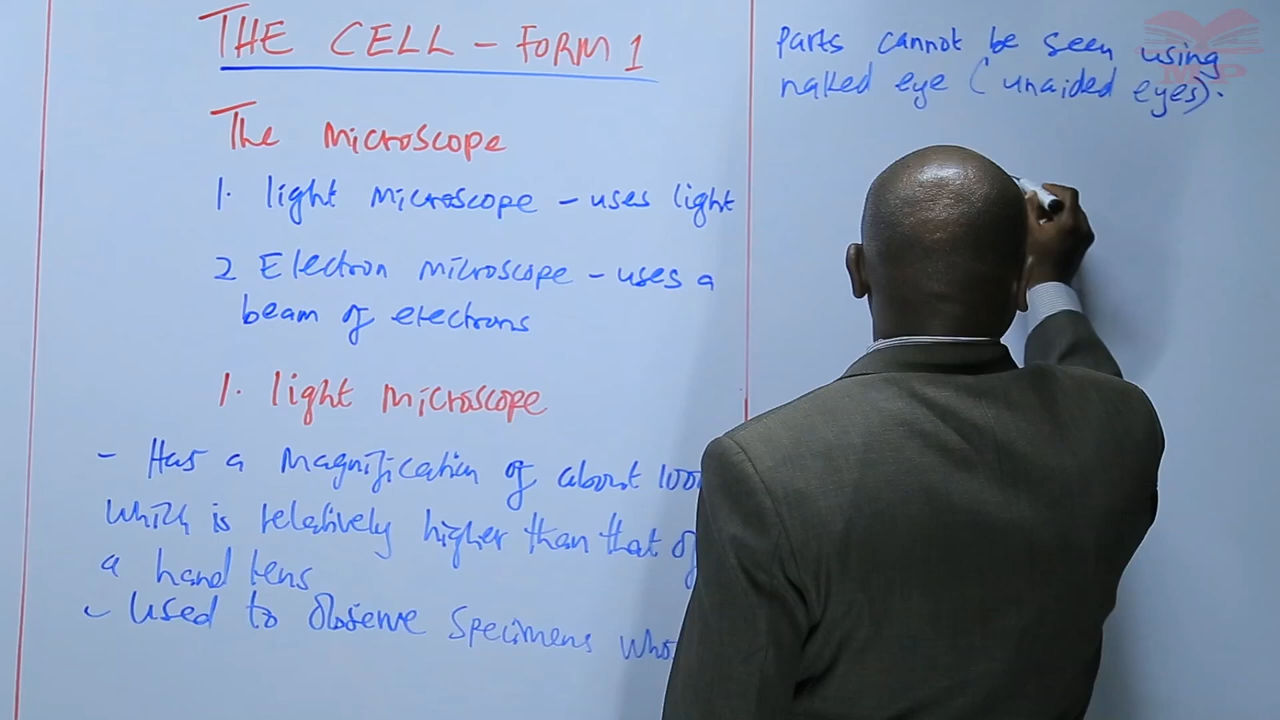 THE CELL - FORM 1
The Microscope
1. light microscope - uses light
2 Electron microscope - uses a
beam of electrons
1. light microscope
- Has a magnification of about
which is relatively higher than that of
a hand lens
- Used to observe specimens
parts cannot be seen using
naked eye (unaided eyes).